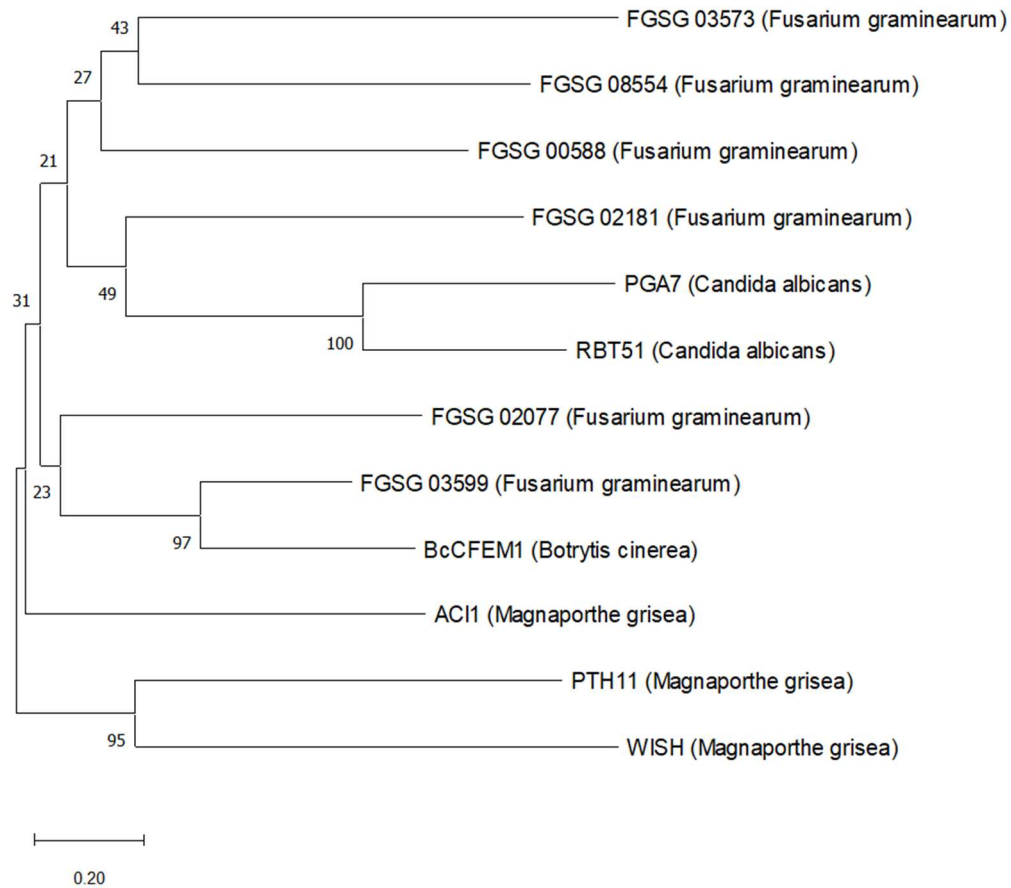 43
FGSG 03573 (Fusarium graminearum)
27
FGSG 08554 (Fusarium graminearum)
21
FGSG 00588 (Fusarium graminearum)
FGSG 02181 (Fusarium graminearum)
49
31
PGA7 (Candida albicans)
100
RBT51 (Candida albicans)
FGSG 02077 (Fusarium graminearum)
23
FGSG 03599 (Fusarium graminearum)
97
BcCFEM1 (Botrytis cinerea)
ACI1 (Magnaporthe grisea)
PTH11 (Magnaporthe grisea)
95
WISH (Magnaporthe grisea)
0.20